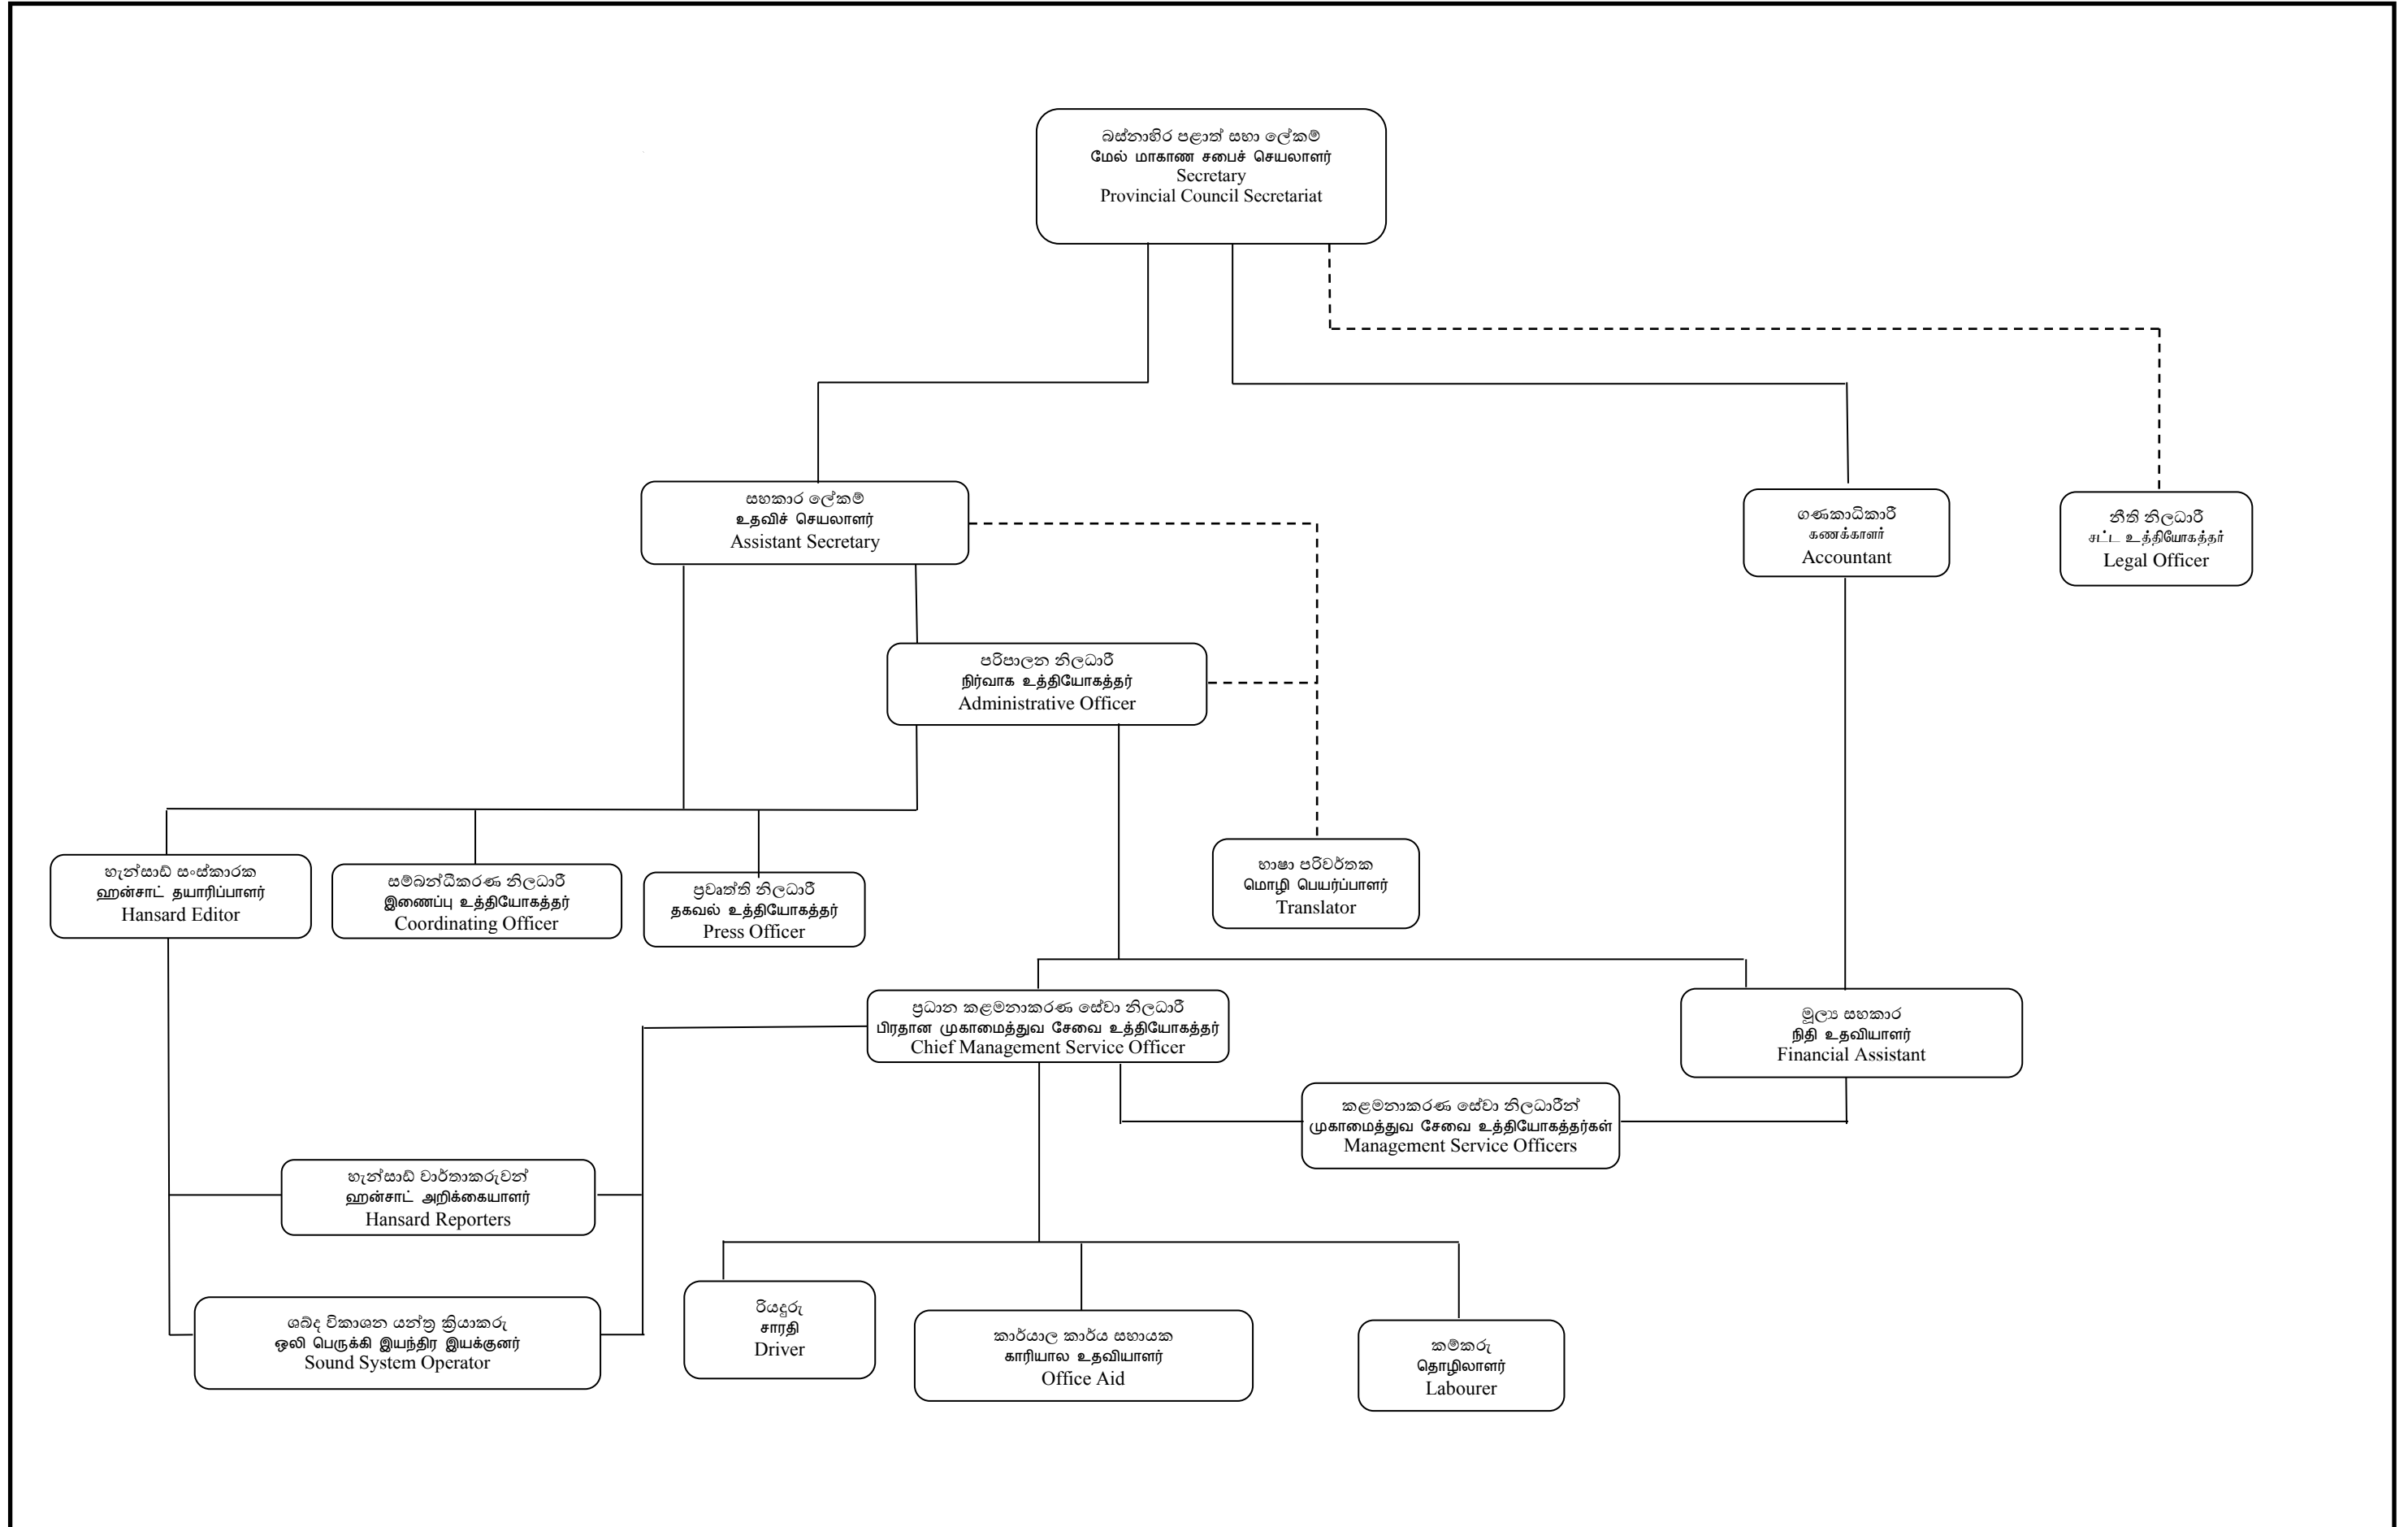 බස්නාහිර පළාත් සභා ලේකම්
மேல் மாகாண சபைச் செயலாளர்
Secretary
Provincial Council Secretariat
සහකාර ලේකම්
உதவிச் செயலாளர்
Assistant Secretary
ගණකාධිකාරී
கணக்காளர்
Accountant
නීති නිලධාරී
சட்ட உத்தியோகத்தர்
Legal Officer
පරිපාලන නිලධාරී
நிர்வாக உத்தியோகத்தர்
Administrative Officer
හැන්සාඩ් සංස්කාරක
ஹன்சாட் தயாரிப்பாளர்
Hansard Editor
සම්බන්ධීකරණ නිලධාරී
இணைப்பு உத்தியோகத்தர்
Coordinating Officer
ප්‍රවෘත්ති නිලධාරී
தகவல் உத்தியோகத்தர்
Press Officer
භාෂා පරිවර්තක
மொழி பெயர்ப்பாளர்
Translator
ප්‍රධාන කළමනාකරණ සේවා නිලධාරී
பிரதான முகாமைத்துவ சேவை உத்தியோகத்தர்
Chief Management Service Officer
මූල්‍ය සහකාර
நிதி உதவியாளர்
Financial Assistant
කළමනාකරණ සේවා නිලධාරීන්
முகாமைத்துவ சேவை உத்தியோகத்தர்கள்
Management Service Officers
හැන්සාඩ් වාර්තාකරුවන්
ஹன்சாட் அறிக்கையாளர்
Hansard Reporters
ශබ්ද විකාශන යන්ත්‍ර ක්‍රියාකරු
ஒலி பெருக்கி இயந்திர இயக்குனர்
Sound System Operator
රියදුරු
சாரதி
Driver
කාර්යාල කාර්ය සහායක
காரியால உதவியாளர்
Office Aid
කම්කරු
தொழிலாளர்
Labourer